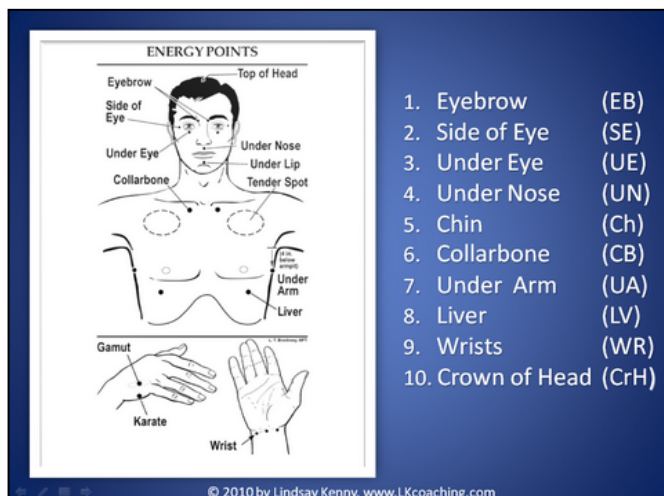 ENERGY POINTS
Top of Head
Eyebrow
Side of
Eye
Under Eye
Under Nose
Under Lip
Collarbone
Tender Spot
below
armpit)
Under
Arm
Liver
Gamut
Karate
Wrist
1. Eyebrow (EB)
2. Side of Eye (SE)
3. Under Eye (UE)
4. Under Nose (UN)
5. Chin (Ch)
6. Collarbone (CB)
7. Under Arm (UA)
8. Liver (LV)
9. Wrists (WR)
10. Crown of Head (CrH)
© 2010 by Lindsay Kenny, www.LKcoaching.com